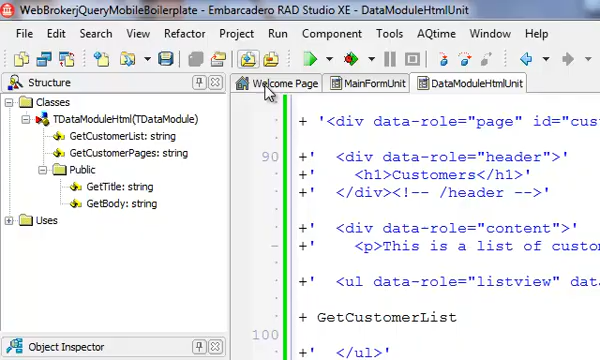 WebBrokerjQueryMobileBoilerplate - Embarcadero RAD Studio XE - DataModuleHtmlUnit
File Edit Search View Refactor Project Run Component Tools AQtime Window
Structure
Welcome Page MainFormUnit DataModuleHtmlUnit
Classes
TDataModuleHtml(TDataModule)
GetCustomerList: string
GetCustomerPages: string
Public
GetTitle: string
GetBody: string
Uses
Object Inspector
+ '<div data-role="page" id="cus
90 +' <div data-role="header">'
+' <h1>Customers</h1>'
+' </div><!-- /header -->'
+' <div data-role="content">'
+' <p>This is a list of custo
+' <ul data-role="listview" dat
+ GetCustomerList
100
+' </ul>'